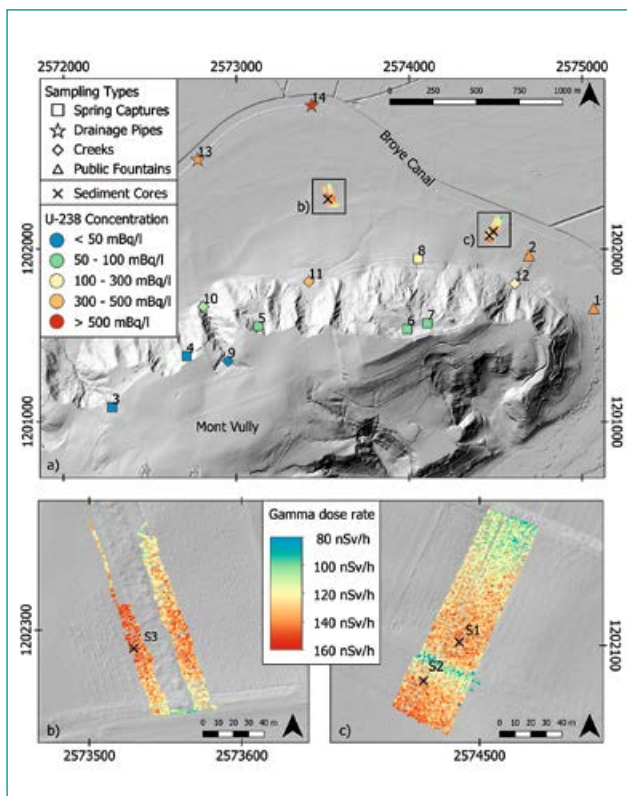 2572000 2573000 2574000 2575000
Sampling Types
Spring Captures
Drainage Pipes
Creeks
Public Fountains
Sediment Cores
U-238 Concentration
< 50 mBq/l
50 - 100 mBq/l
100 - 300 mBq/l
300 - 500 mBq/l
> 500 mBq/l
0 250 500 750 1000 m
14
Broye Canal
13
b)
c)
8
2
1202000 1202000
11
12
10
1
5
6
7
4
9
3
1201000 1201000
Mont Vully
a)
Gamma dose rate
80 nSv/h
100 nSv/h
120 nSv/h
140 nSv/h
160 nSv/h
1202300
S3
S1
S2
1202100
b)
0 10 20 30 40 m
c)
0 10 20 30 40 m
2573500 2573600 2574500